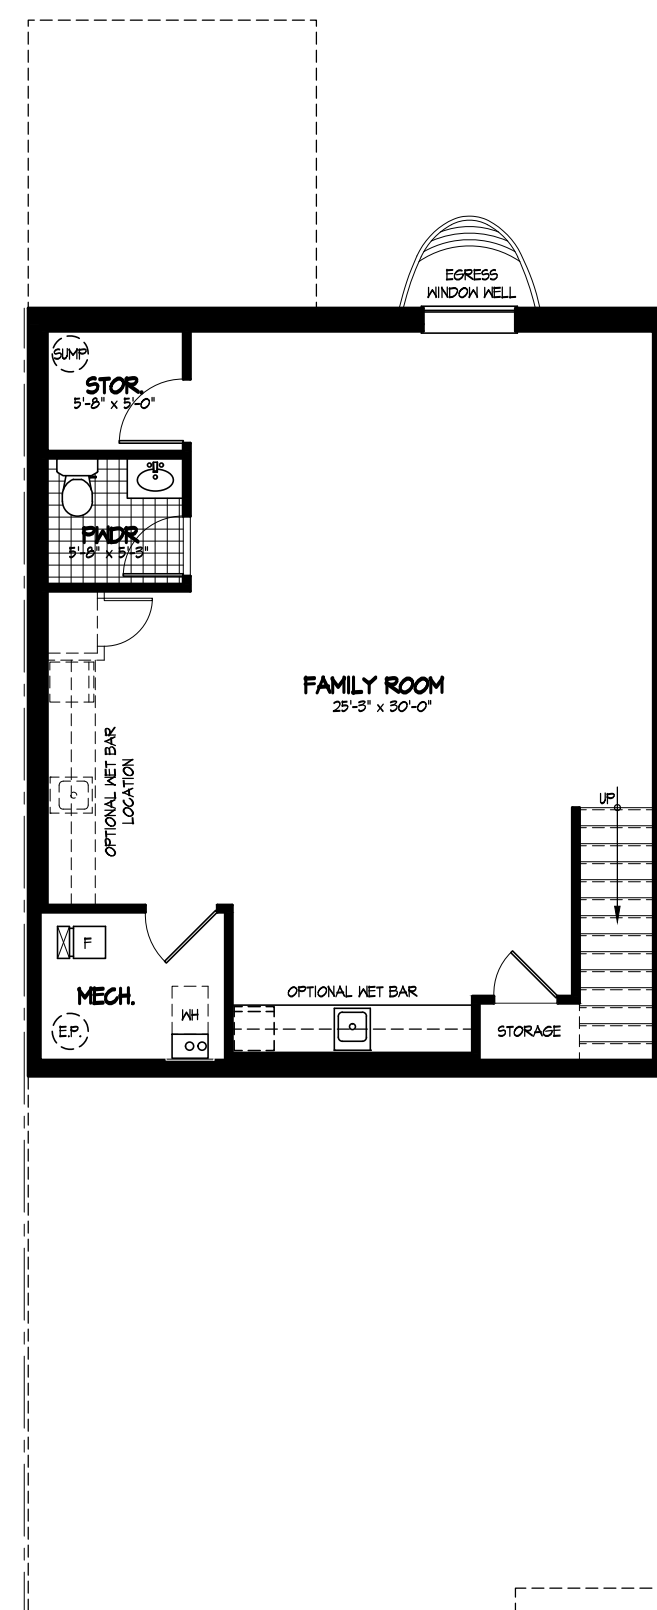 EGRESS
WINDOW WELL
SUMP
STOR.
5'-8" x 5'-0"
PWDR
5'-8" x 5'-3"
FAMILY ROOM
25'-3" x 30'-0"
OPTIONAL WET BAR
LOCATION
UP
F
MECH.
WH
E.P.
OPTIONAL WET BAR
STORAGE